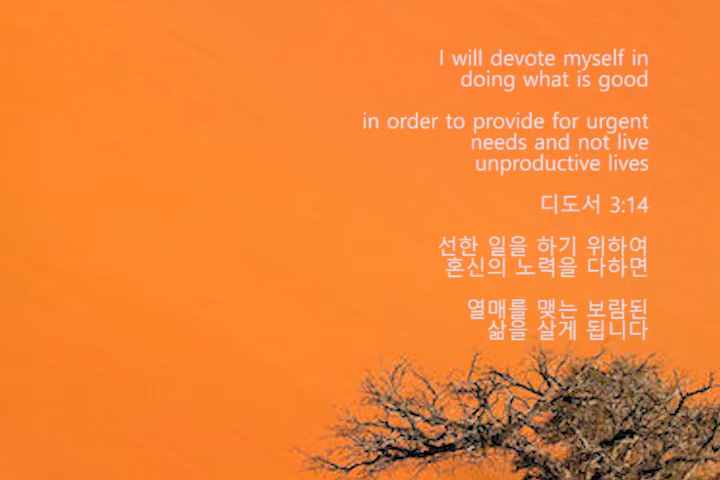 I will devote myself in
doing what is good
in order to provide for urgent
needs and not live
unproductive lives
디도서 3:14
선한 일을 하기 위하여
혼신의 노력을 다하면
열매를 맺는 보람된
삶을 살게 됩니다